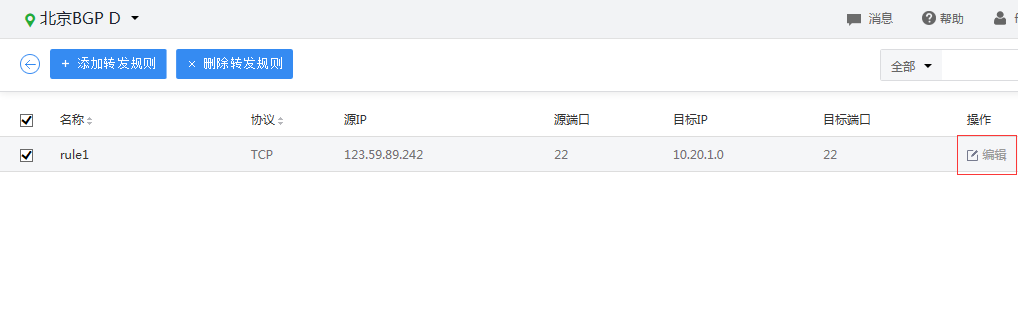 北京BGP D 消息 帮助
添加转发规则 删除转发规则 全部
名称 协议 源IP 源端口 目标IP 目标端口 操作
rule1 TCP 123.59.89.242 22 10.20.1.0 22 编辑